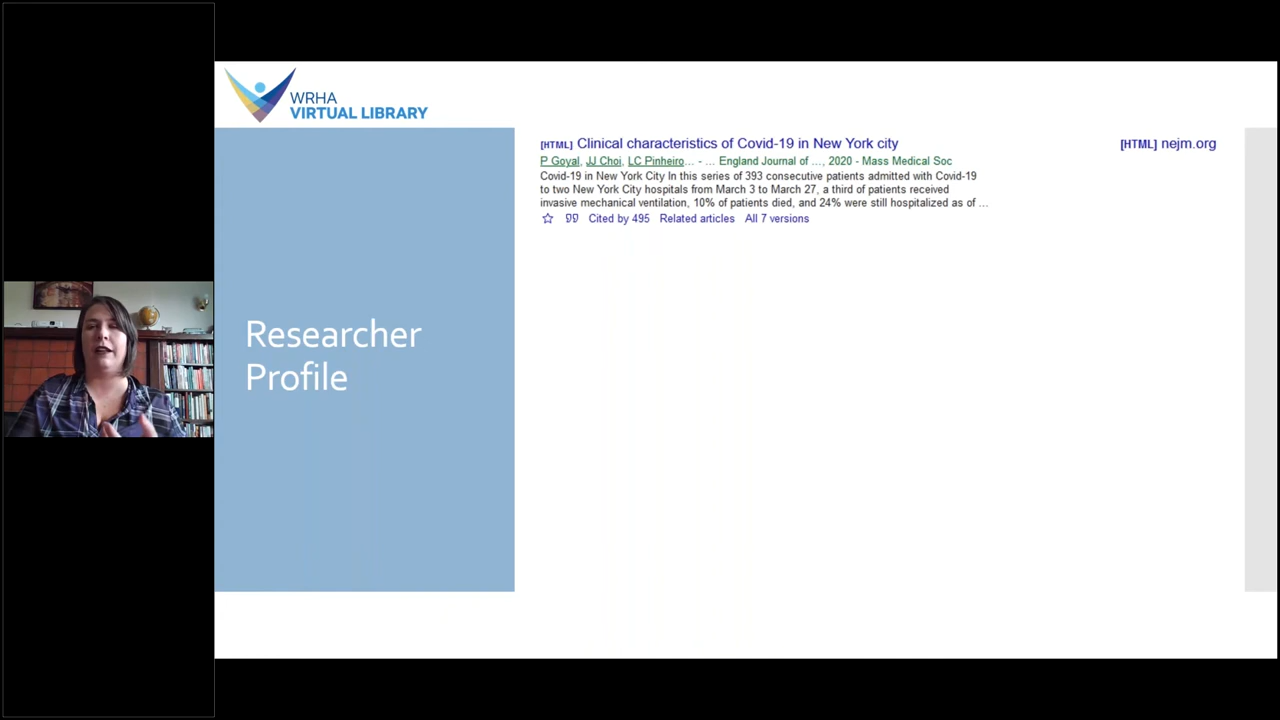 WRHA
VIRTUAL LIBRARY
Researcher
Profile
[HTML] Clinical characteristics of Covid-19 in New York city
P Goyal, JJ Choi, LC Pinheiro… - … England Journal of …, 2020 - Mass Medical Soc
Covid-19 in New York City In this series of 393 consecutive patients admitted with Covid-19
to two New York City hospitals from March 3 to March 27, a third of patients received
invasive mechanical ventilation, 10% of patients died, and 24% were still hospitalized as of …
Cited by 495 Related articles All 7 versions
[HTML] nejm.org